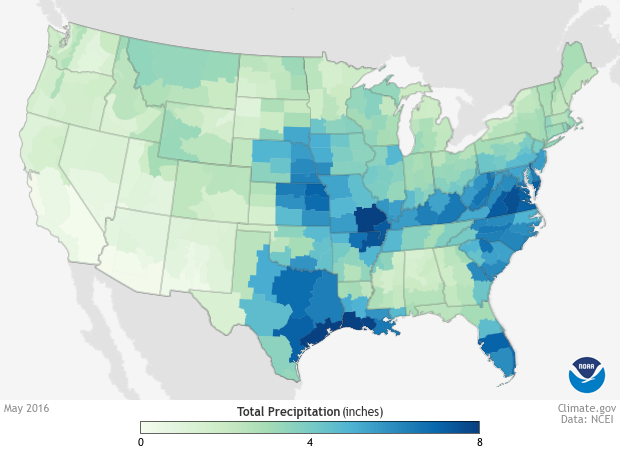 NOAA
May 2016
Total Precipitation (inches)
Climate.gov
Data: NCEI
0
4
8